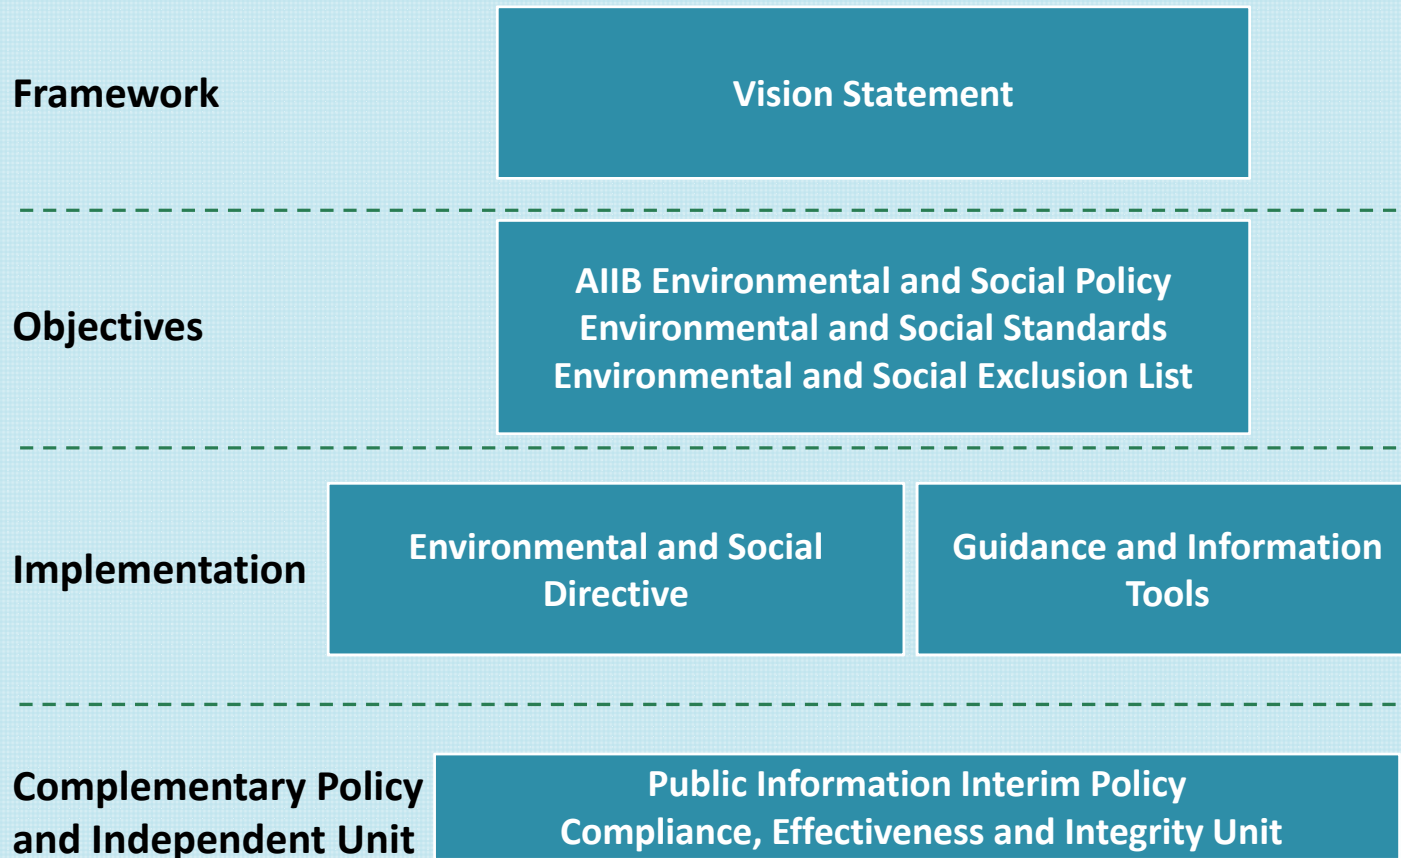 Framework
Vision Statement
Objectives
AIIB Environmental and Social Policy
Environmental and Social Standards
Environmental and Social Exclusion List
Implementation
Environmental and Social
Directive
Guidance and Information
Tools
Complementary Policy
and Independent Unit
Public Information Interim Policy
Compliance, Effectiveness and Integrity Unit